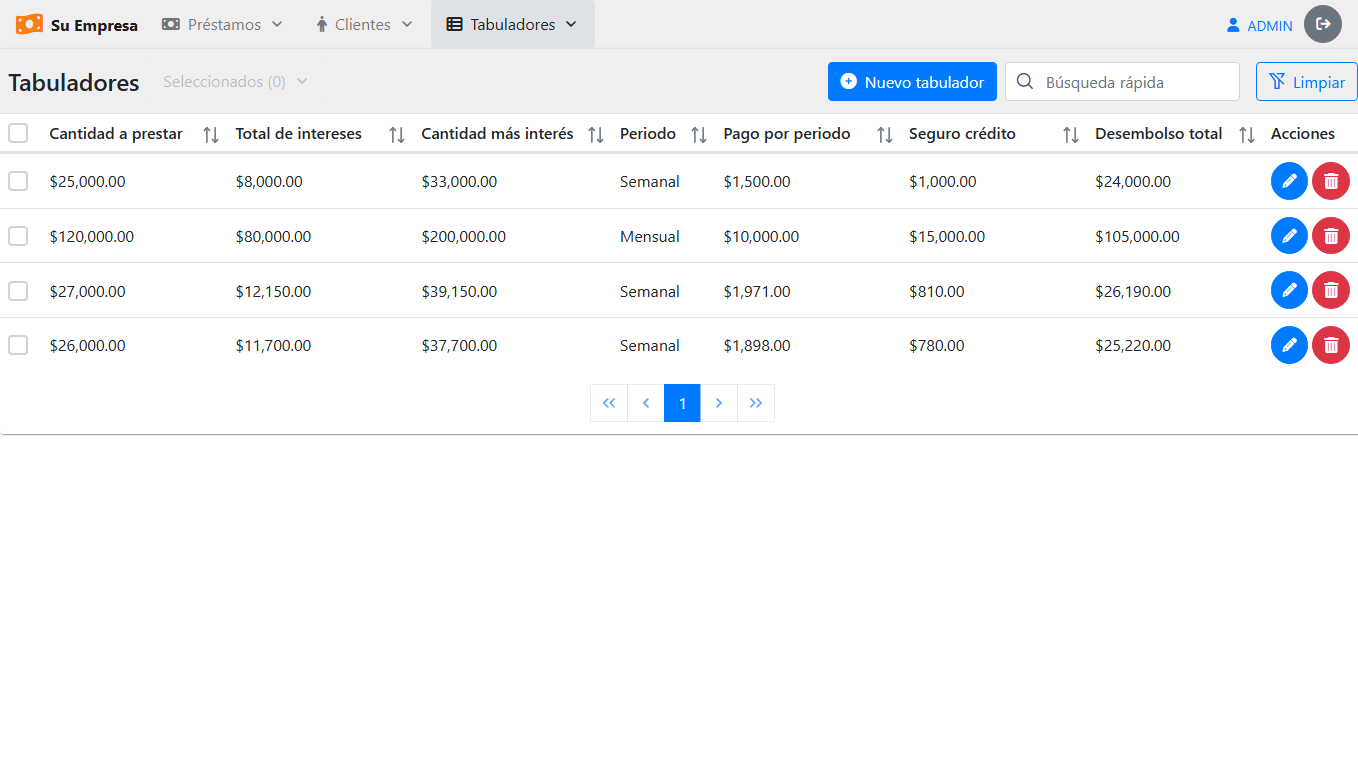 Su Empresa Préstamos Clientes Tabuladores ADMIN
Tabuladores Seleccionados (0) Nuevo tabulador Búsqueda rápida Limpiar
Cantidad a prestar Total de intereses Cantidad más interés Periodo Pago por periodo Seguro crédito Desembolso total Acciones
$25,000.00 $8,000.00 $33,000.00 Semanal $1,500.00 $1,000.00 $24,000.00
$120,000.00 $80,000.00 $200,000.00 Mensual $10,000.00 $15,000.00 $105,000.00
$27,000.00 $12,150.00 $39,150.00 Semanal $1,971.00 $810.00 $26,190.00
$26,000.00 $11,700.00 $37,700.00 Semanal $1,898.00 $780.00 $25,220.00
1